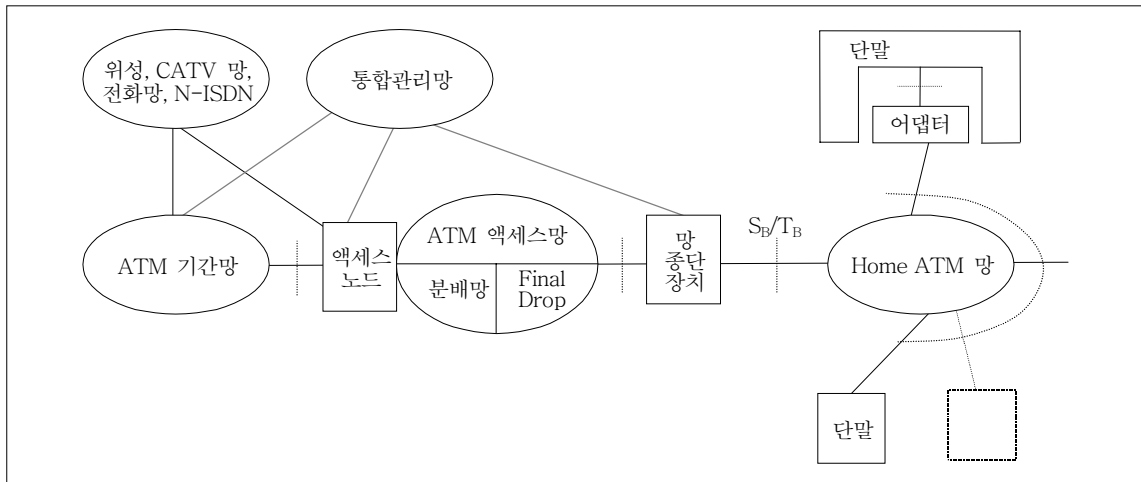 위성, CATV 망,
전화망, N-ISDN
통합관리망
단말
어댑터
ATM 기간망
액세스
노드
ATM 액세스망
분배망
Final
Drop
망
종단
장치
S_B/T_B
Home ATM 망
단말